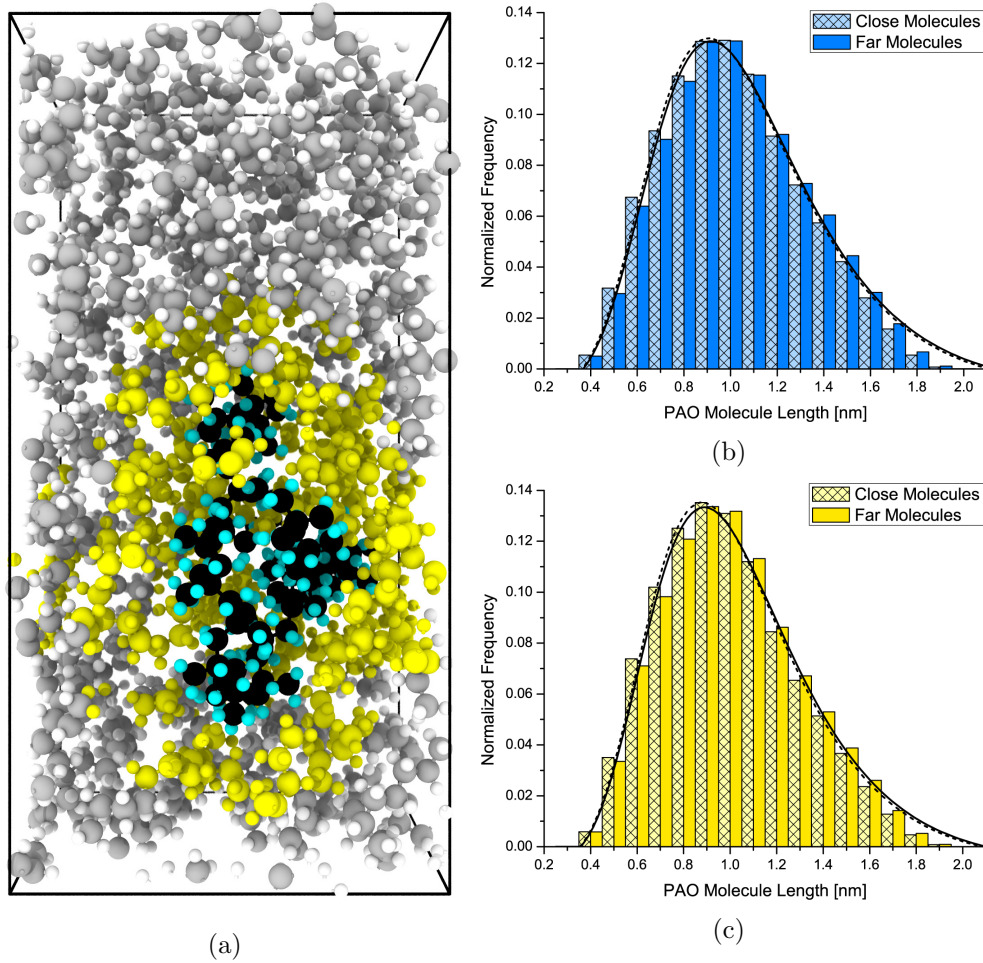 0.14
0.12
0.10
0.08
0.06
0.04
0.02
0.00
Normalized Frequency
Close Molecules
Far Molecules
0.2 0.4 0.6 0.8 1.0 1.2 1.4 1.6 1.8 2.0
PAO Molecule Length [nm]
(b)
0.14
0.12
0.10
0.08
0.06
0.04
0.02
0.00
Normalized Frequency
Close Molecules
Far Molecules
0.2 0.4 0.6 0.8 1.0 1.2 1.4 1.6 1.8 2.0
PAO Molecule Length [nm]
(a)
(c)